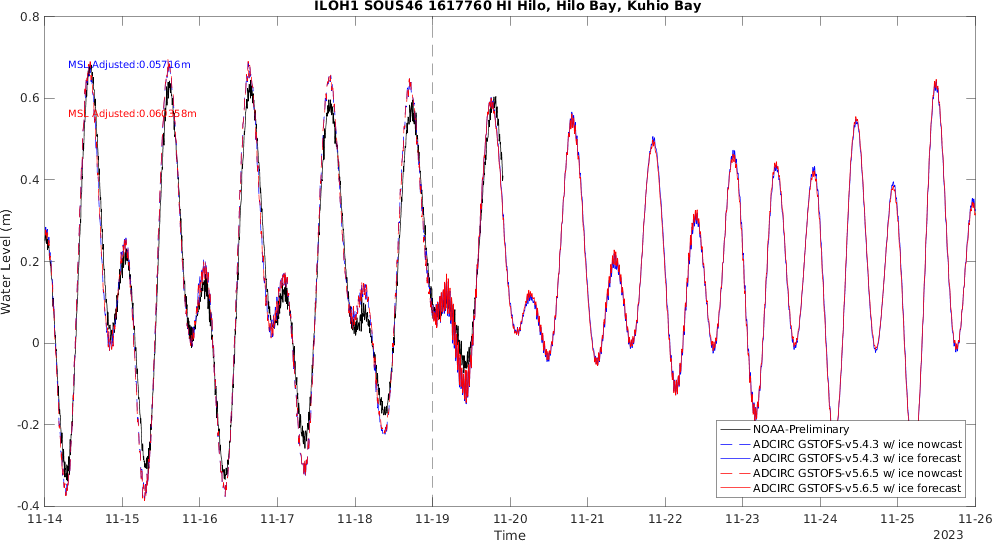 ILOH1 SOUS46 1617760 HI Hilo, Hilo Bay, Kuhio Bay
Water Level (m)
0.8
0.6
0.4
0.2
0
-0.2
-0.4
MSL Adjusted:0.05716m
MSL Adjusted:0.060358m
NOAA-Preliminary
ADCIRC GSTOFS-v5.4.3 w/ ice nowcast
ADCIRC GSTOFS-v5.4.3 w/ ice forecast
ADCIRC GSTOFS-v5.6.5 w/ ice nowcast
ADCIRC GSTOFS-v5.6.5 w/ ice forecast
11-14 11-15 11-16 11-17 11-18 11-19 11-20 11-21 11-22 11-23 11-24 11-25 11-26
Time
2023